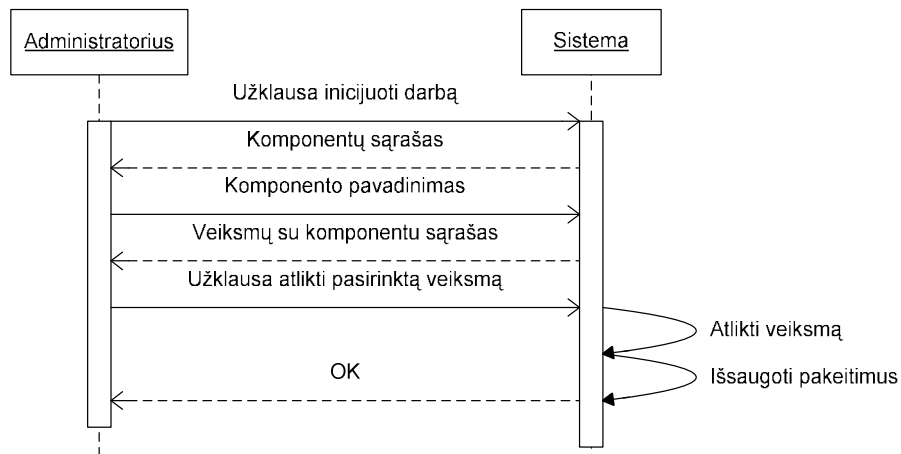 Administratorius
Sistema
Užklausa inicijuoti darbą
Komponentų sąrašas
Komponento pavadinimas
Veiksmų su komponentu sąrašas
Užklausa atlikti pasirinktą veiksmą
Atlikti veiksmą
OK
Išsaugoti pakeitimus